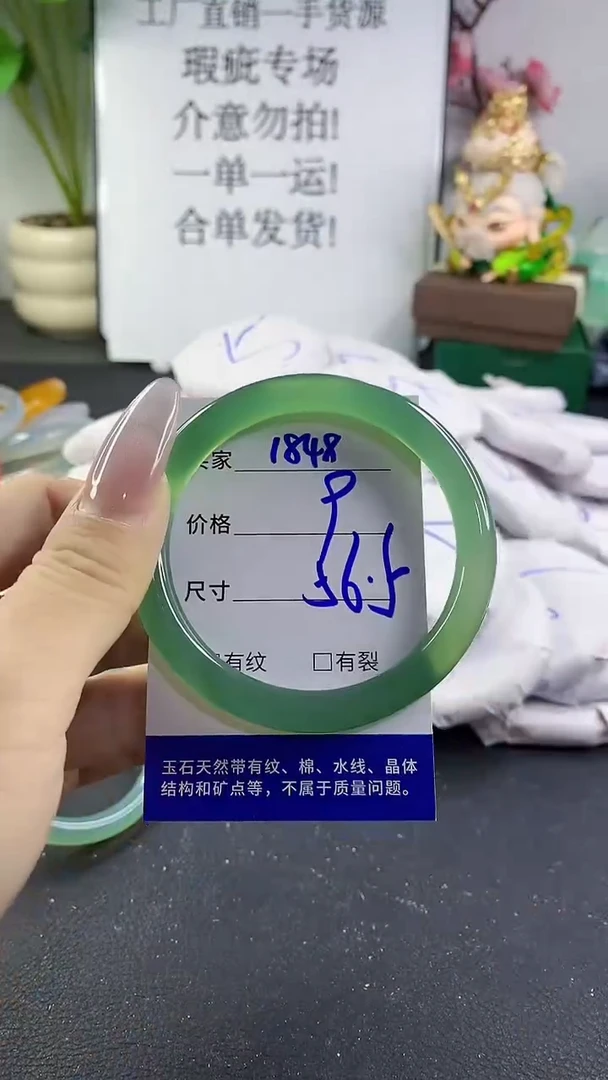 工厂直销一手货源
瑕疵专场
介意勿拍!
一单一运!
合单发货!
家 1848
价格
尺寸 56.5
有纹 □有裂
玉石天然带有纹、棉、水线、晶体
结构和矿点等，不属于质量问题。